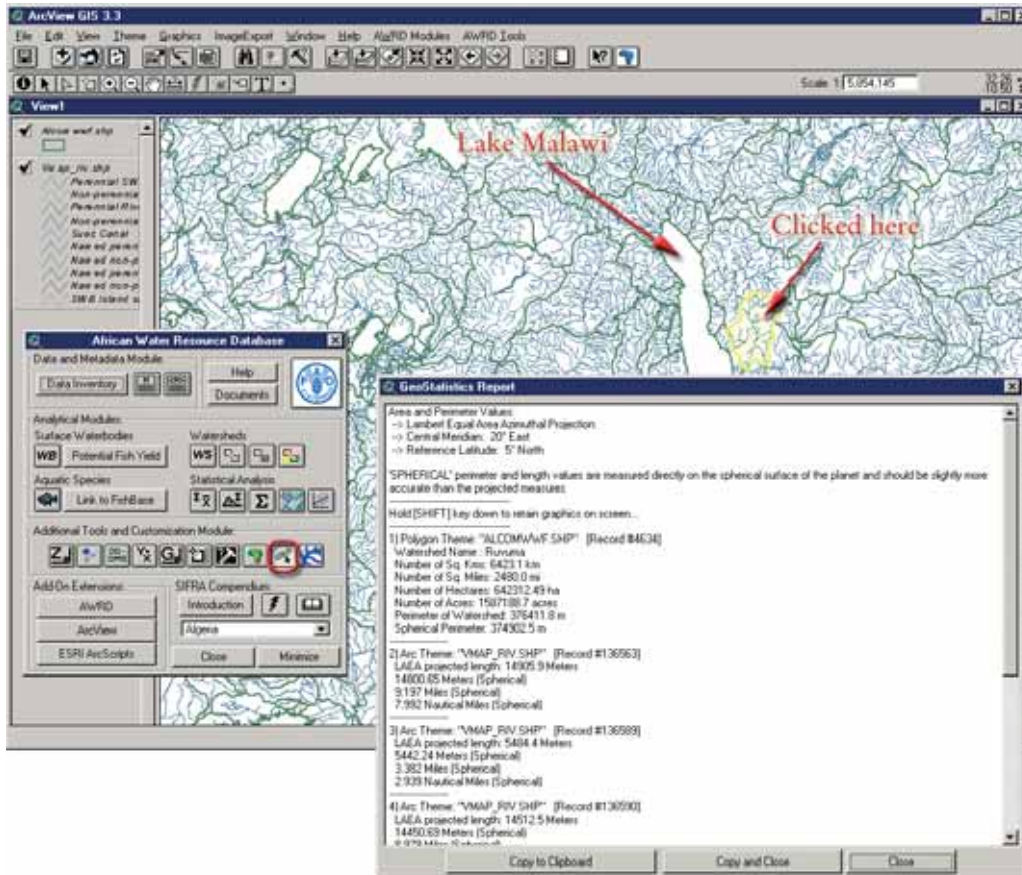 ArcView GIS 3.3
File Edit View Theme Graphics ImageExport Window Help AWRD Modules AWRD Tools
Scale 1: 5,854,145
View1
Lake Malawi
Clicked here
Perennial
Suez Canal
African Water Resource Database
Data and Metadata Module
Data Inventory
Help
Documents
Analytical Modules:
Surface Waterbodies
Watersheds
WB
Potential Fish Yield
WS
Aquatic Species
Statistical Analysis
Link to FishBase
Additional Tools and Customization Module:
Add-On Extensions
SIFRA Compendium
AWRD
Introduction
ArcView
Algeria
ESRI ArcScripts
Close
Minimize
GeoStatistics Report
Area and Perimeter Values:
--> Lambert Equal Area Azimuthal Projection
--> Central Meridian: 20° East
--> Reference Latitude: 5° North
'SPHERICAL' perimeter and length values are measured directly on the spherical surface of the planet and should be slightly more
accurate than the projected measures
Hold [SHIFT] key down to retain graphics on screen...
1) Polygon Theme: "ALCOMWWF.SHP" [Record #4634]
Watershed Name : Ruvuma
Number of Sq. Kms: 6423.1 km
Number of Sq. Miles: 2480.0 mi
Number of Hectares: 642312.49 ha
Number of Acres: 1587188.7 acres
Perimeter of Watershed: 376411.8 m
Spherical Perimeter: 374902.5 m
2) Arc Theme: "VMAP_RIV.SHP" [Record #136563]
LAEA projected length: 14905.9 Meters
14800.65 Meters (Spherical)
9.197 Miles (Spherical)
7.992 Nautical Miles (Spherical)
3) Arc Theme: "VMAP_RIV.SHP" [Record #136589]
LAEA projected length: 5484.4 Meters
5442.24 Meters (Spherical)
3.382 Miles (Spherical)
2.939 Nautical Miles (Spherical)
4) Arc Theme: "VMAP_RIV.SHP" [Record #136590]
LAEA projected length: 14512.5 Meters
14450.69 Meters (Spherical)
8.979 Miles (Spherical)
Copy to Clipboard
Copy and Close
Close